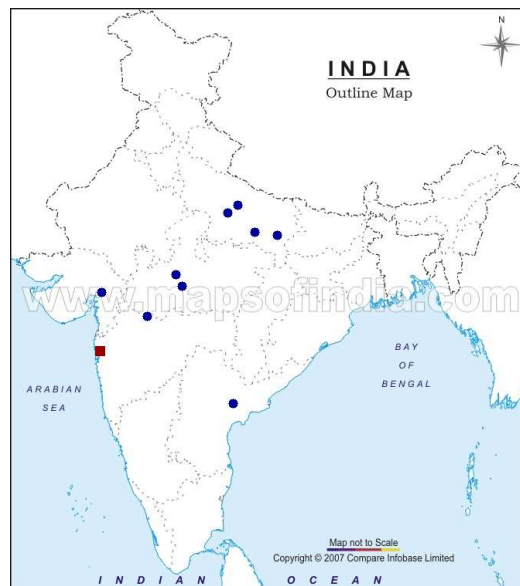 N
INDIA
Outline Map
www.mapsofindia.com
ARABIAN
SEA
BAY
OF
BENGAL
Map not to Scale
Copyright © 2007 Compare Infobase Limited
INDIAN OCEAN